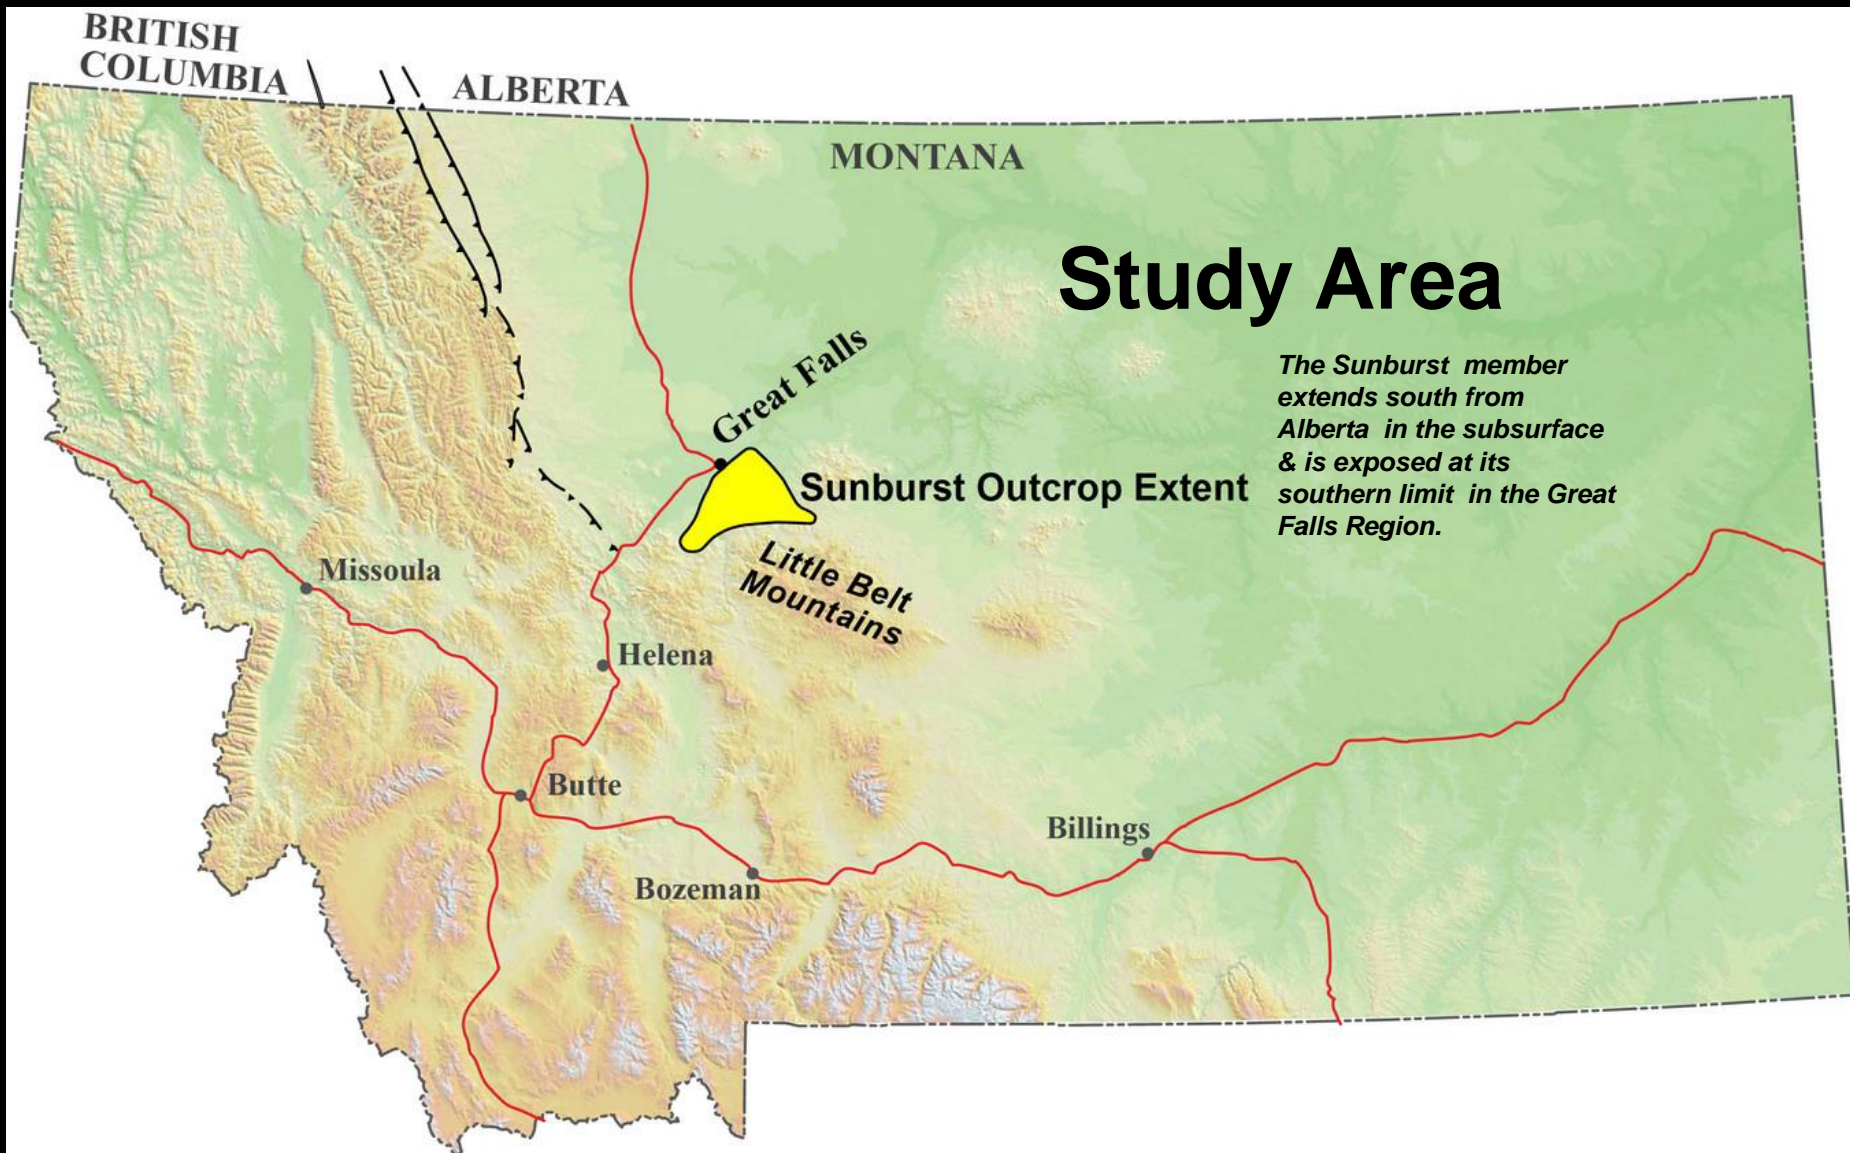 BRITISH
COLUMBIA
ALBERTA
MONTANA
Study Area
The Sunburst member
extends south from
Alberta in the subsurface
& is exposed at its
southern limit in the Great
Falls Region.
Great Falls
Sunburst Outcrop Extent
Little Belt
Mountains
Missoula
Helena
Butte
Billings
Bozeman